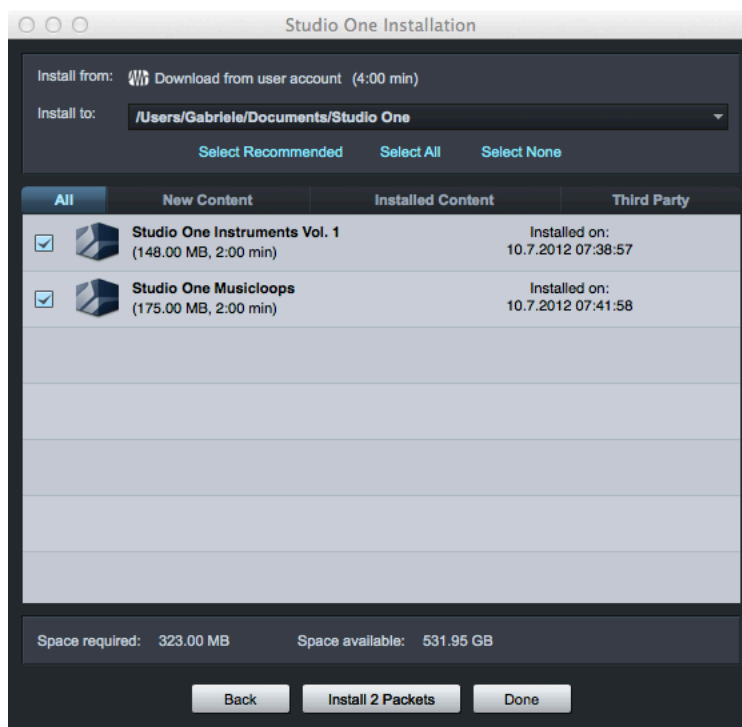 Studio One Installation
Install from: Download from user account (4:00 min)
Install to: /Users/Gabriele/Documents/Studio One
Select Recommended Select All Select None
All New Content Installed Content Third Party
Studio One Instruments Vol. 1 Installed on:
(148.00 MB, 2:00 min) 10.7.2012 07:38:57
Studio One Musicloops Installed on:
(175.00 MB, 2:00 min) 10.7.2012 07:41:58
Space required: 323.00 MB Space available: 531.95 GB
Back Install 2 Packets Done